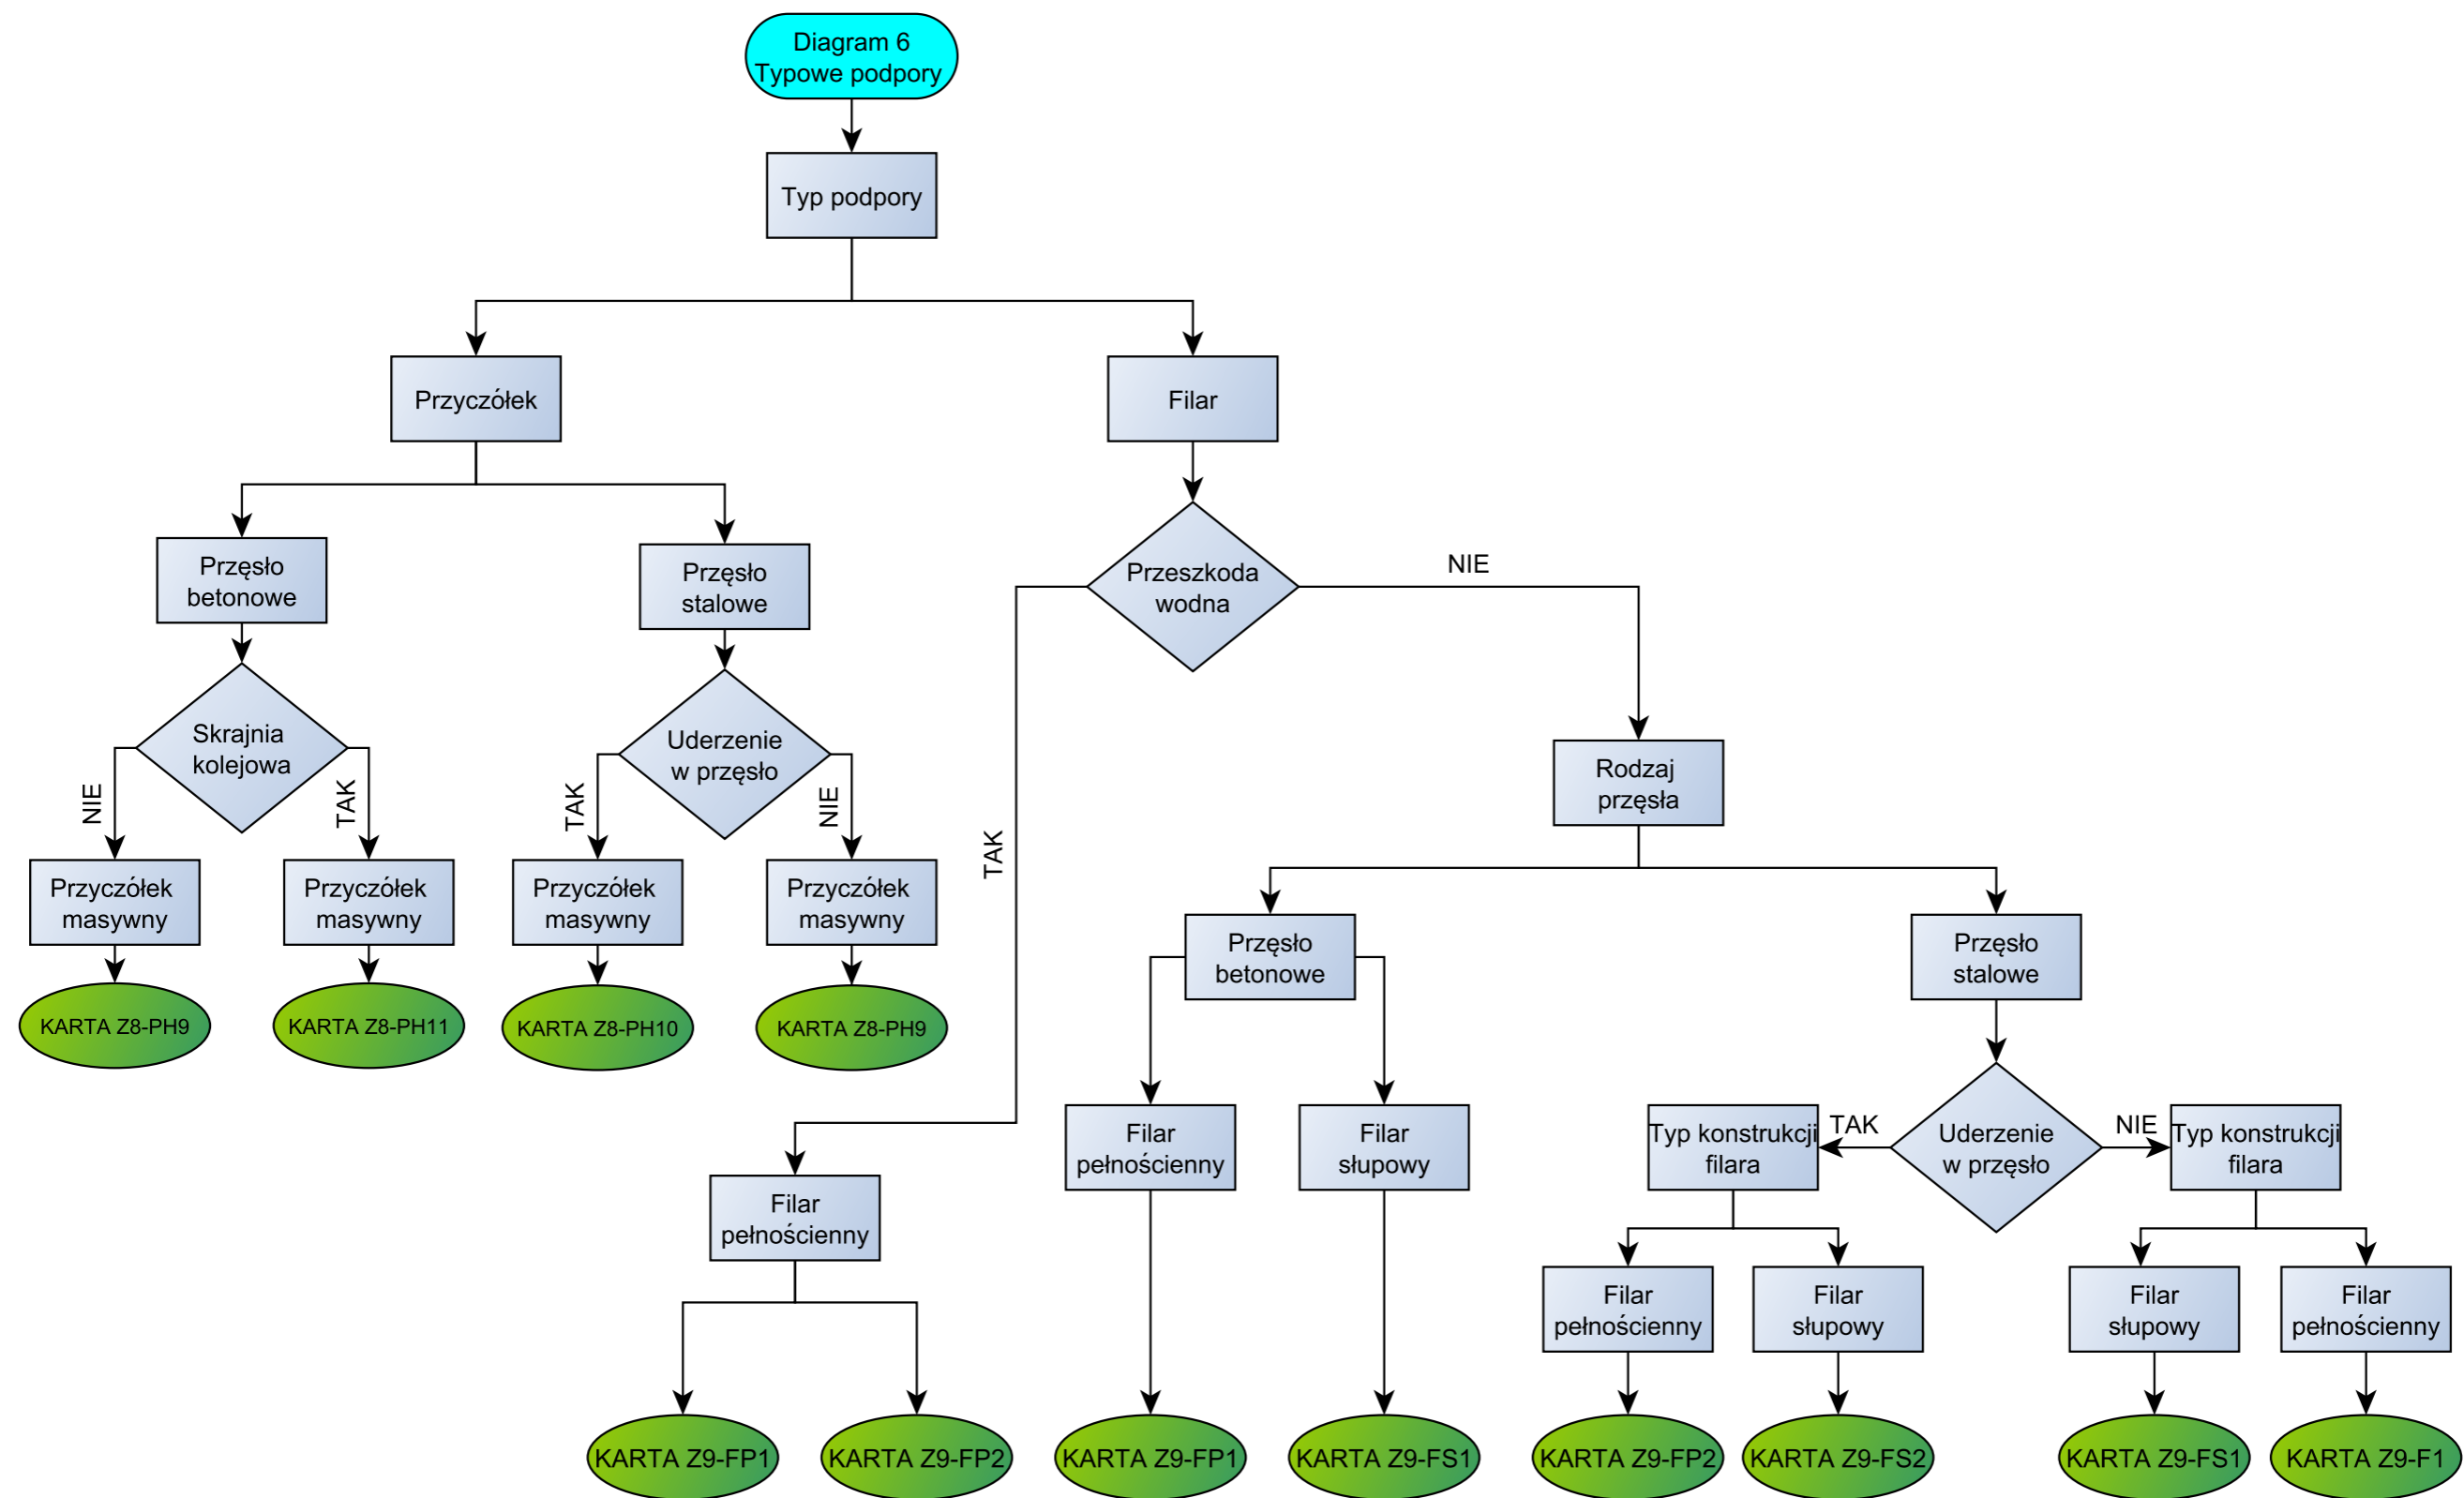 Diagram 6
Typowe podpory
Typ podpory
Przyczółek
Filar
Przęsło
betonowe
Przęsło
stalowe
Przeszkoda
wodna
NIE
TAK
Skrajnia
kolejowa
NIE
TAK
Uderzenie
w przęsło
TAK
NIE
Rodzaj
przęsła
Przyczółek
masywny
Przyczółek
masywny
Przyczółek
masywny
Przyczółek
masywny
KARTA Z8-PH9
KARTA Z8-PH11
KARTA Z8-PH10
KARTA Z8-PH9
Przęsło
betonowe
Przęsło
stalowe
Filar
pełnościenny
Filar
pełnościenny
Filar
słupowy
Typ konstrukcji
filara
TAK
Uderzenie
w przęsło
NIE
Typ konstrukcji
filara
Filar
pełnościenny
Filar
słupowy
Filar
słupowy
Filar
pełnościenny
KARTA Z9-FP1
KARTA Z9-FP2
KARTA Z9-FP1
KARTA Z9-FS1
KARTA Z9-FP2
KARTA Z9-FS2
KARTA Z9-FS1
KARTA Z9-F1